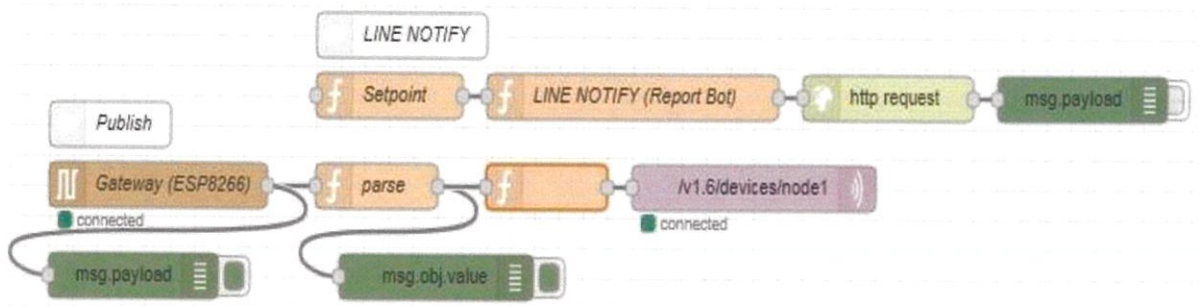 LINE NOTIFY
Setpoint
LINE NOTIFY (Report Bot)
http request
msg.payload
Publish
Gateway (ESP8266)
parse
/v1.6/devices/node1
connected
connected
msg.payload
msg.obj.value